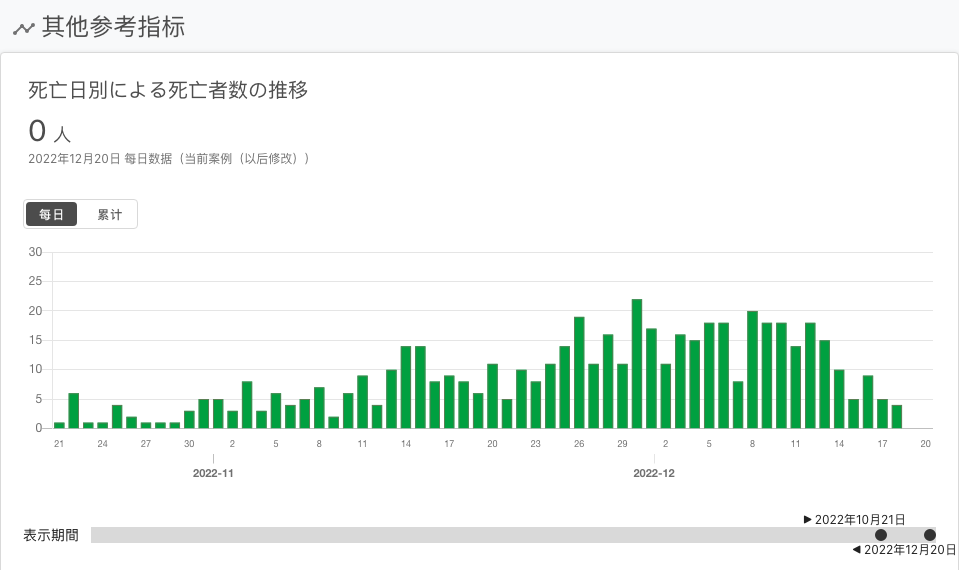 其他参考指标
死亡日別による死亡者数の推移
0 人
2022年12月20日 每日数据（当前案例（以后修改））
每日 累计
30
25
20
15
10
5
0
21 24 27 30 2 5 8 11 14 17 20 23 26 29 2 5 8 11 14 17 20
2022-11 2022-12
2022年10月21日
表示期間
2022年12月20日